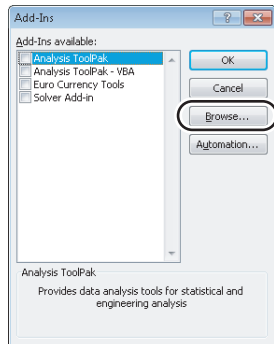 Add-Ins
Add-Ins available:
Analysis ToolPak
Analysis ToolPak - VBA
Euro Currency Tools
Solver Add-in
OK
Cancel
Browse...
Automation...
Analysis ToolPak
Provides data analysis tools for statistical and
engineering analysis